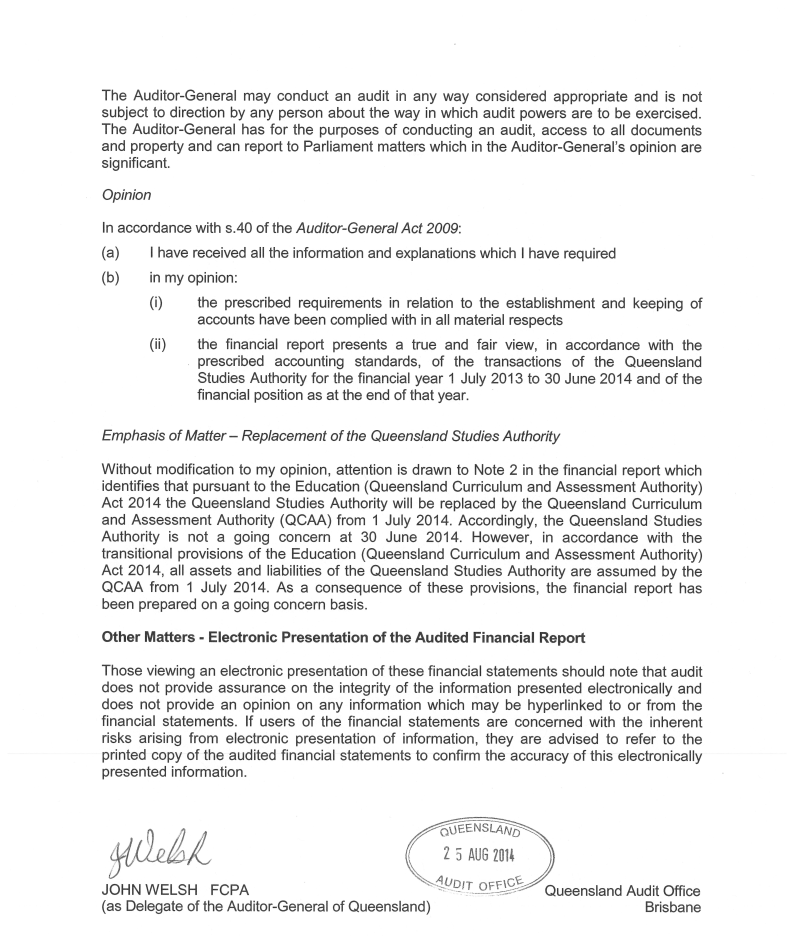 The Auditor-General may conduct an audit in any way considered appropriate and is not
subject to direction by any person about the way in which audit powers are to be exercised.
The Auditor-General has for the purposes of conducting an audit, access to all documents
and property and can report to Parliament matters which in the Auditor-General's opinion are
significant.
Opinion
In accordance with s.40 of the Auditor-General Act 2009:
(a) I have received all the information and explanations which I have required
(b) in my opinion:
(i) the prescribed requirements in relation to the establishment and keeping of
accounts have been complied with in all material respects
(ii) the financial report presents a true and fair view, in accordance with the
prescribed accounting standards, of the transactions of the Queensland
Studies Authority for the financial year 1 July 2013 to 30 June 2014 and of the
financial position as at the end of that year.
Emphasis of Matter – Replacement of the Queensland Studies Authority
Without modification to my opinion, attention is drawn to Note 2 in the financial report which
identifies that pursuant to the Education (Queensland Curriculum and Assessment Authority)
Act 2014 the Queensland Studies Authority will be replaced by the Queensland Curriculum
and Assessment Authority (QCAA) from 1 July 2014. Accordingly, the Queensland Studies
Authority is not a going concern at 30 June 2014. However, in accordance with the
transitional provisions of the Education (Queensland Curriculum and Assessment Authority)
Act 2014, all assets and liabilities of the Queensland Studies Authority are assumed by the
QCAA from 1 July 2014. As a consequence of these provisions, the financial report has
been prepared on a going concern basis.
Other Matters - Electronic Presentation of the Audited Financial Report
Those viewing an electronic presentation of these financial statements should note that audit
does not provide assurance on the integrity of the information presented electronically and
does not provide an opinion on any information which may be hyperlinked to or from the
financial statements. If users of the financial statements are concerned with the inherent
risks arising from electronic presentation of information, they are advised to refer to the
printed copy of the audited financial statements to confirm the accuracy of this electronically
presented information.
JWelsh
QUEENSLAND
25 AUG 2014
AUDIT OFFICE
JOHN WELSH FCPA
(as Delegate of the Auditor-General of Queensland)
Queensland Audit Office
Brisbane